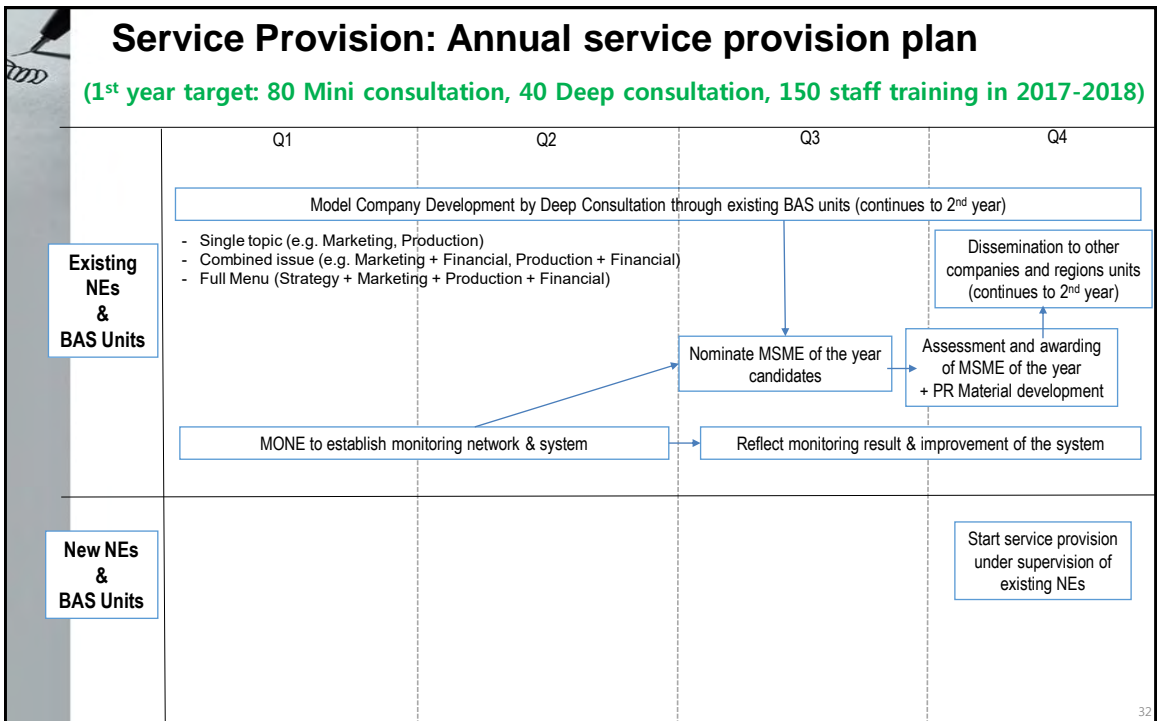 Service Provision: Annual service provision plan
(1st year target: 80 Mini consultation, 40 Deep consultation, 150 staff training in 2017-2018)
Q1
Q2
Q3
Q4
Model Company Development by Deep Consultation through existing BAS units (continues to 2nd year)
- Single topic (e.g. Marketing, Production)
- Combined issue (e.g. Marketing + Financial, Production + Financial)
- Full Menu (Strategy + Marketing + Production + Financial)
Existing
NEs
&
BAS Units
Dissemination to other
companies and regions units
(continues to 2nd year)
Nominate MSME of the year
candidates
Assessment and awarding
of MSME of the year
+ PR Material development
MONE to establish monitoring network & system
Reflect monitoring result & improvement of the system
New NEs
&
BAS Units
Start service provision
under supervision of
existing NEs
32